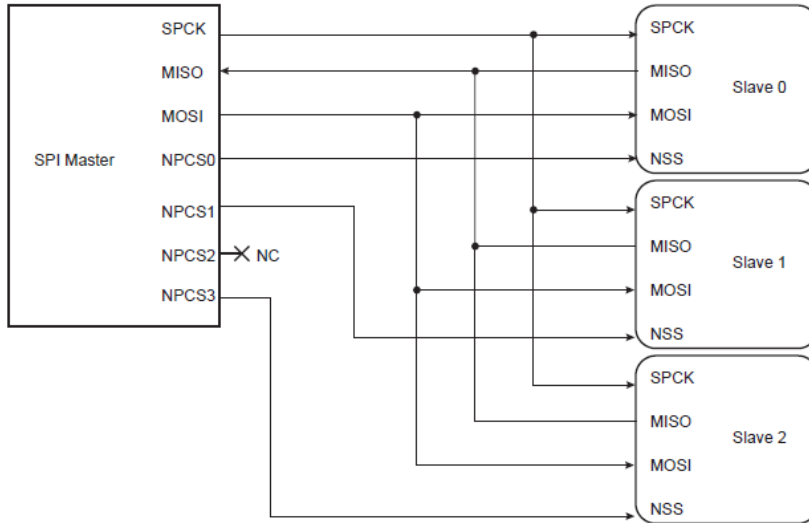 SPCK
MISO
MOSI
SPI Master
NPCS0
NPCS1
NPCS2
NC
NPCS3
SPCK
MISO
Slave 0
MOSI
NSS
SPCK
MISO
Slave 1
MOSI
NSS
SPCK
MISO
Slave 2
MOSI
NSS